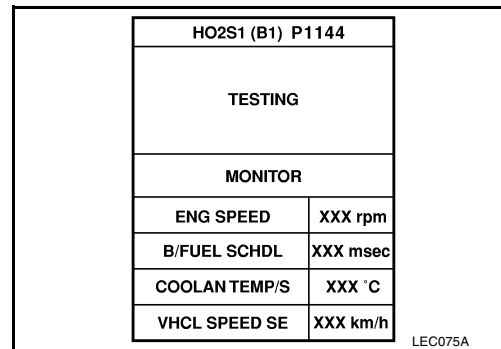 HO2S1 (B1) P1144
TESTING
MONITOR
ENG SPEED XXX rpm
B/FUEL SCHDL XXX msec
COOLAN TEMP/S XXX °C
VHCL SPEED SE XXX km/h
LEC075A